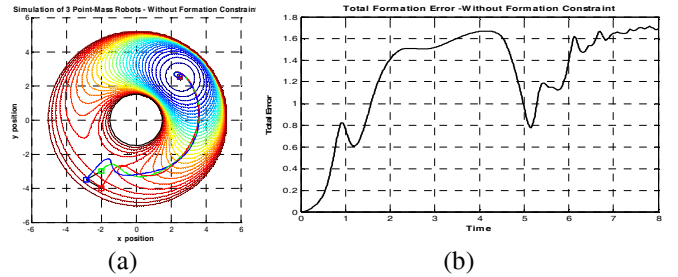 Simulation of 3 Point-Mass Robots - Without Formation Constraint
6
4
2
0
-2
-4
-6
-6 -4 -2 0 2 4 6
y position
x position
(a)
Total Formation Error -Without Formation Constraint
1.8
1.6
1.4
1.2
1
0.8
0.6
0.4
0.2
0
0 1 2 3 4 5 6 7 8
Total Error
Time
(b)